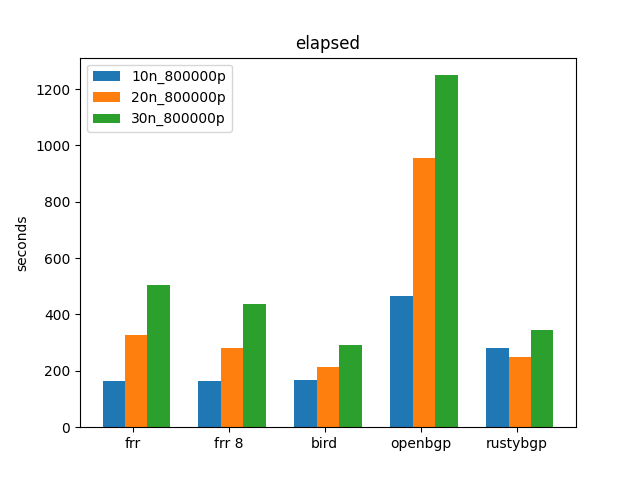 elapsed
10n_800000p
20n_800000p
30n_800000p
seconds
1200
1000
800
600
400
200
0
frr
frr 8
bird
openbgp
rustybgp